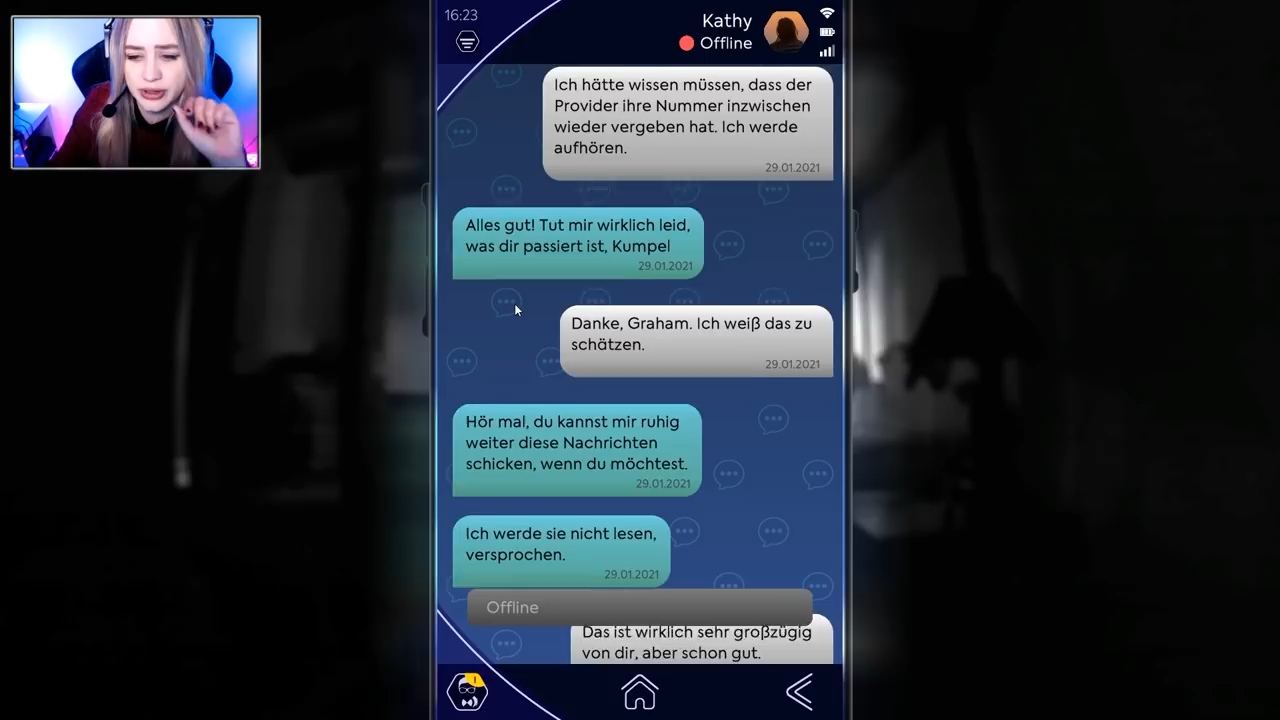 16:23
Kathy
Offline
Ich hätte wissen müssen, dass der
Provider ihre Nummer inzwischen
wieder vergeben hat. Ich werde
aufhören.
29.01.2021
Alles gut! Tut mir wirklich leid,
was dir passiert ist, Kumpel
29.01.2021
Danke, Graham. Ich weiß das zu
schätzen.
29.01.2021
Hör mal, du kannst mir ruhig
weiter diese Nachrichten
schicken, wenn du möchtest.
29.01.2021
Ich werde sie nicht lesen,
versprochen.
29.01.2021
Offline
Das ist wirklich sehr großzügig
von dir, aber schon gut.